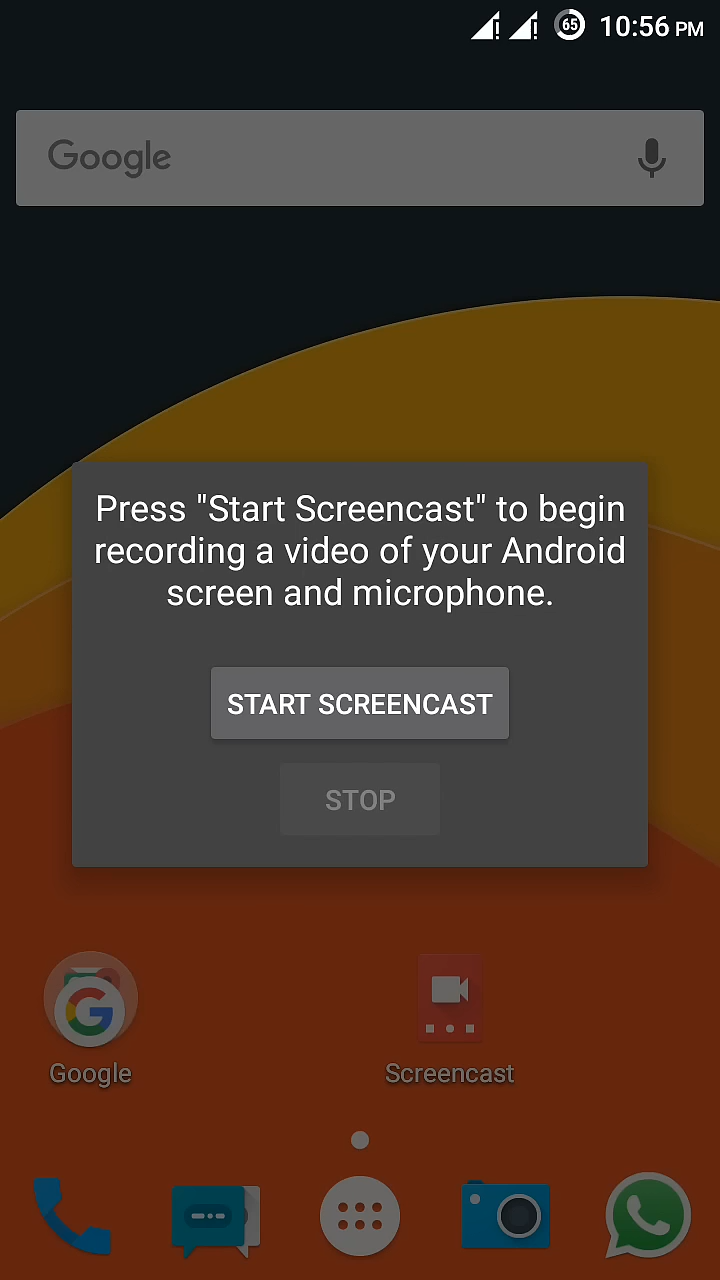 65 10:56 PM
Google
Press "Start Screencast" to begin
recording a video of your Android
screen and microphone.
START SCREENCAST
STOP
Google
Screencast